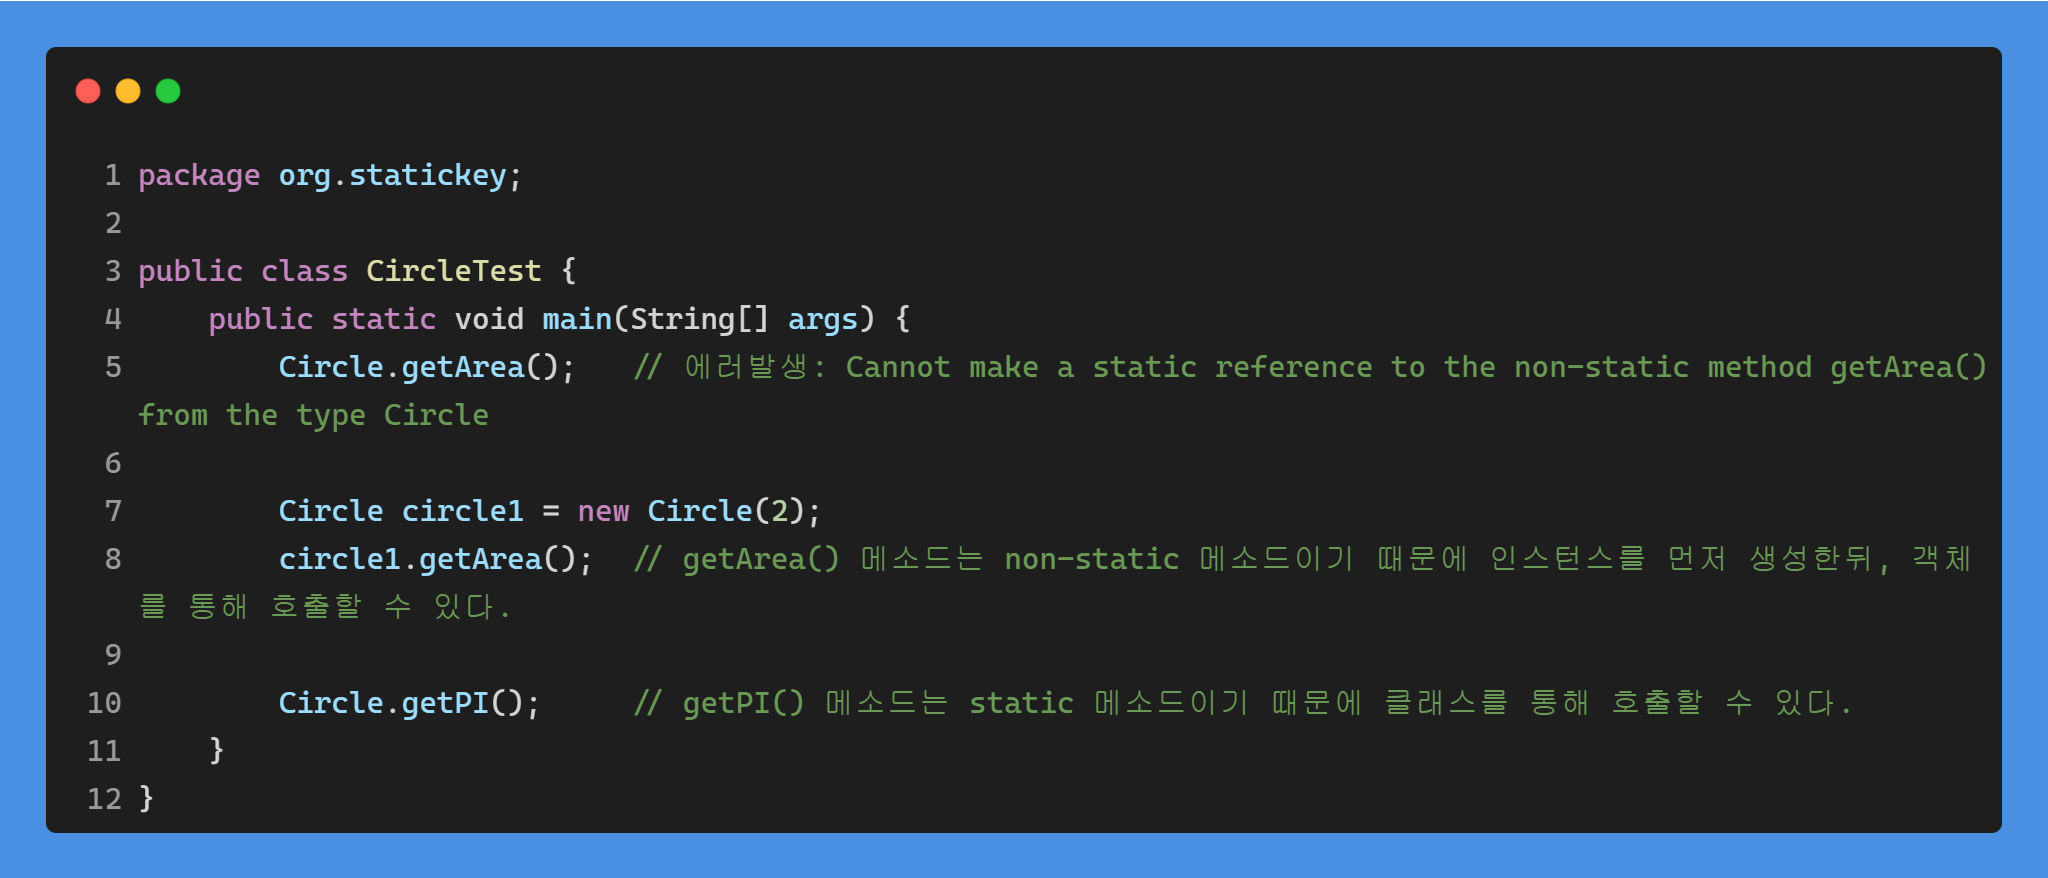 1 package org.statickey;
2
3 public class CircleTest {
4     public static void main(String[] args) {
5         Circle.getArea();   // 에러발생: Cannot make a static reference to the non-static method getArea()
from the type Circle
6
7         Circle circle1 = new Circle(2);
8         circle1.getArea();  // getArea() 메소드는 non-static 메소드이기 때문에 인스턴스를 먼저 생성한뒤, 객체
를 통해 호출할 수 있다.
9
10         Circle.getPI();     // getPI() 메소드는 static 메소드이기 때문에 클래스를 통해 호출할 수 있다.
11     }
12 }